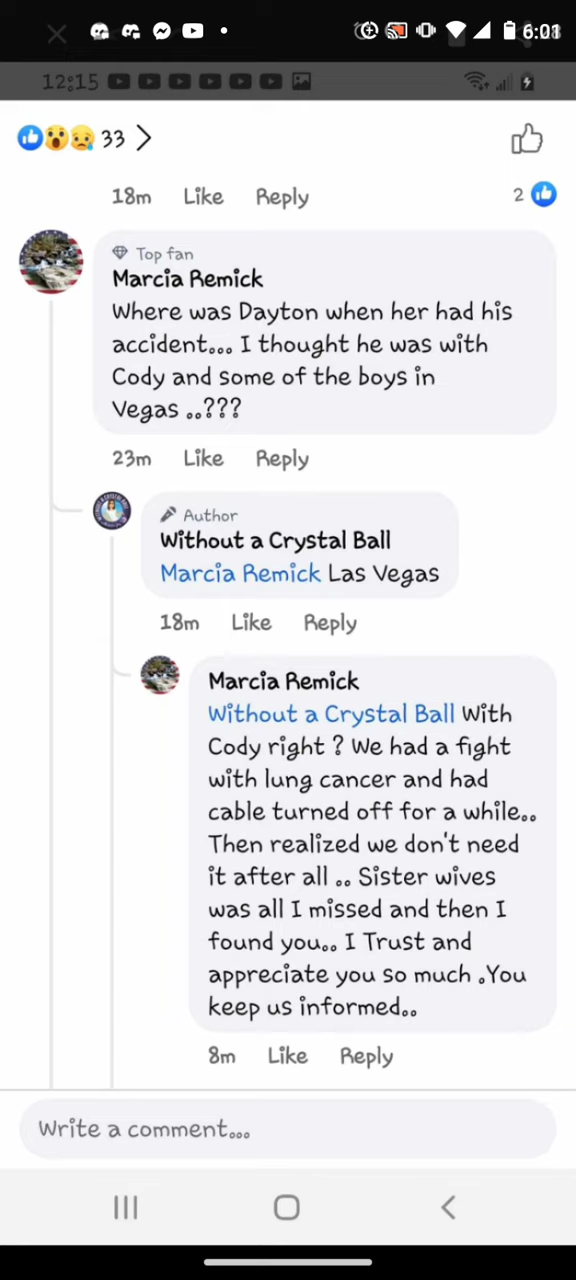 6:01
12:15
33
18m Like Reply 2
Top fan
Marcia Remick
Where was Dayton when her had his
accident... I thought he was with
Cody and some of the boys in
Vegas ..???
23m Like Reply
Author
Without a Crystal Ball
Marcia Remick Las Vegas
18m Like Reply
Marcia Remick
Without a Crystal Ball With
Cody right ? We had a fight
with lung cancer and had
cable turned off for a while..
Then realized we don't need
it after all .. Sister wives
was all I missed and then I
found you.. I Trust and
appreciate you so much .You
keep us informed..
8m Like Reply
Write a comment...